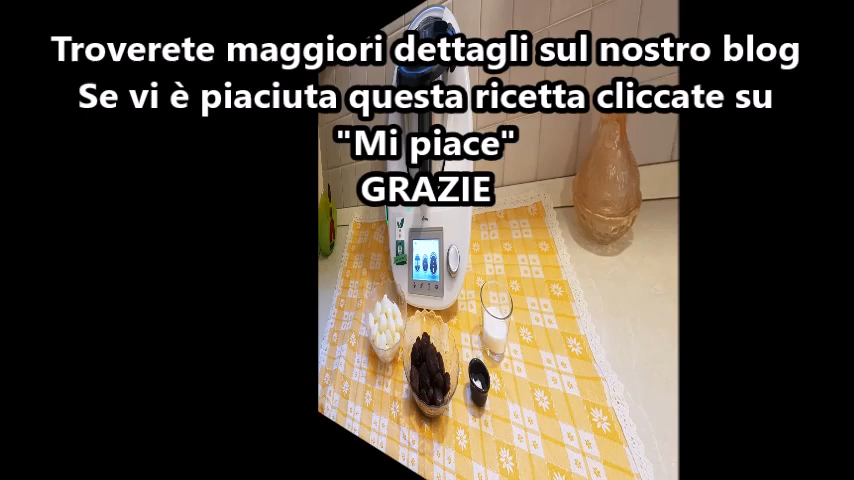 Troverete maggiori dettagli sul nostro blog
Se vi è piaciuta questa ricetta cliccate su
"Mi piace"
GRAZIE